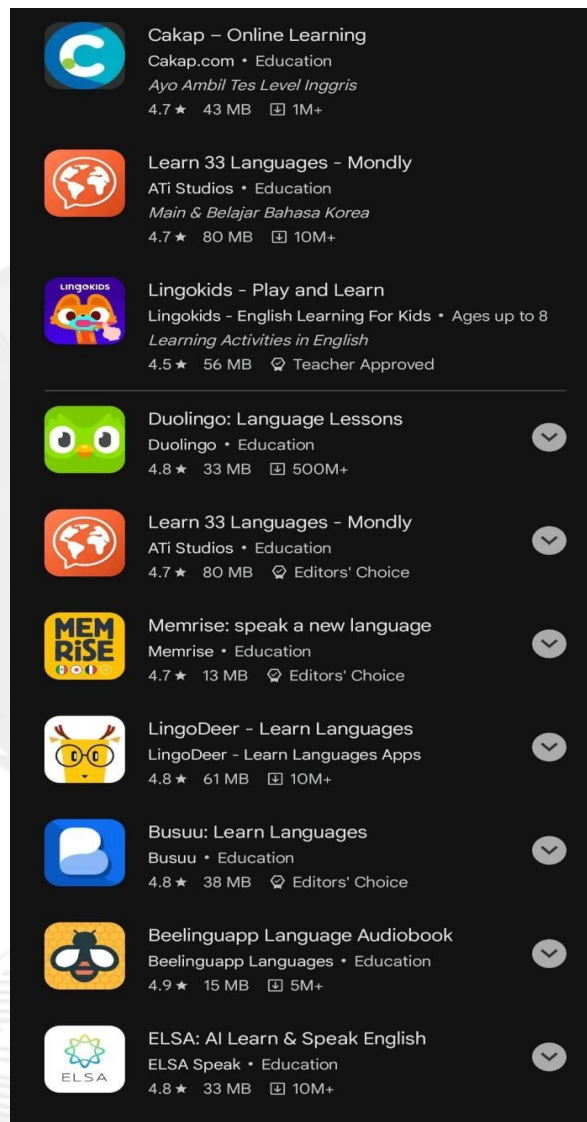 Cakap – Online Learning
Cakap.com • Education
Ayo Ambil Tes Level Inggris
4.7★ 43 MB 1M+
Learn 33 Languages - Mondly
ATi Studios • Education
Main & Belajar Bahasa Korea
4.7★ 80 MB 10M+
LINGOKIDS
Lingokids - Play and Learn
Lingokids - English Learning For Kids • Ages up to 8
Learning Activities in English
4.5★ 56 MB Teacher Approved
Duolingo: Language Lessons
Duolingo • Education
4.8★ 33 MB 500M+
Learn 33 Languages - Mondly
ATi Studios • Education
4.7★ 80 MB Editors' Choice
MEM
RiSE
Memrise: speak a new language
Memrise • Education
4.7★ 13 MB Editors' Choice
LingoDeer - Learn Languages
LingoDeer - Learn Languages Apps
4.8★ 61 MB 10M+
Busuu: Learn Languages
Busuu • Education
4.8★ 38 MB Editors' Choice
Beelinguapp Language Audiobook
Beelinguapp Languages • Education
4.9★ 15 MB 5M+
ELSA
ELSA: AI Learn & Speak English
ELSA Speak • Education
4.8★ 33 MB 10M+